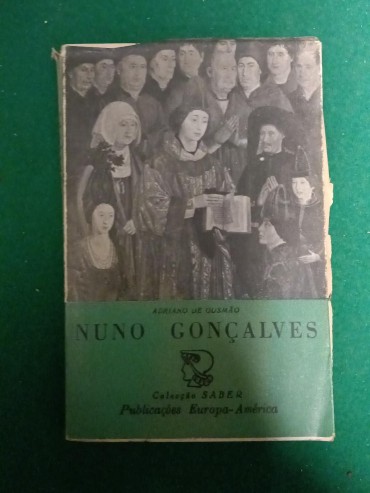 ADRIANO DE GUSMÃO
NUNO GONÇALVES
Colecção SABER
Publicações Europa-América